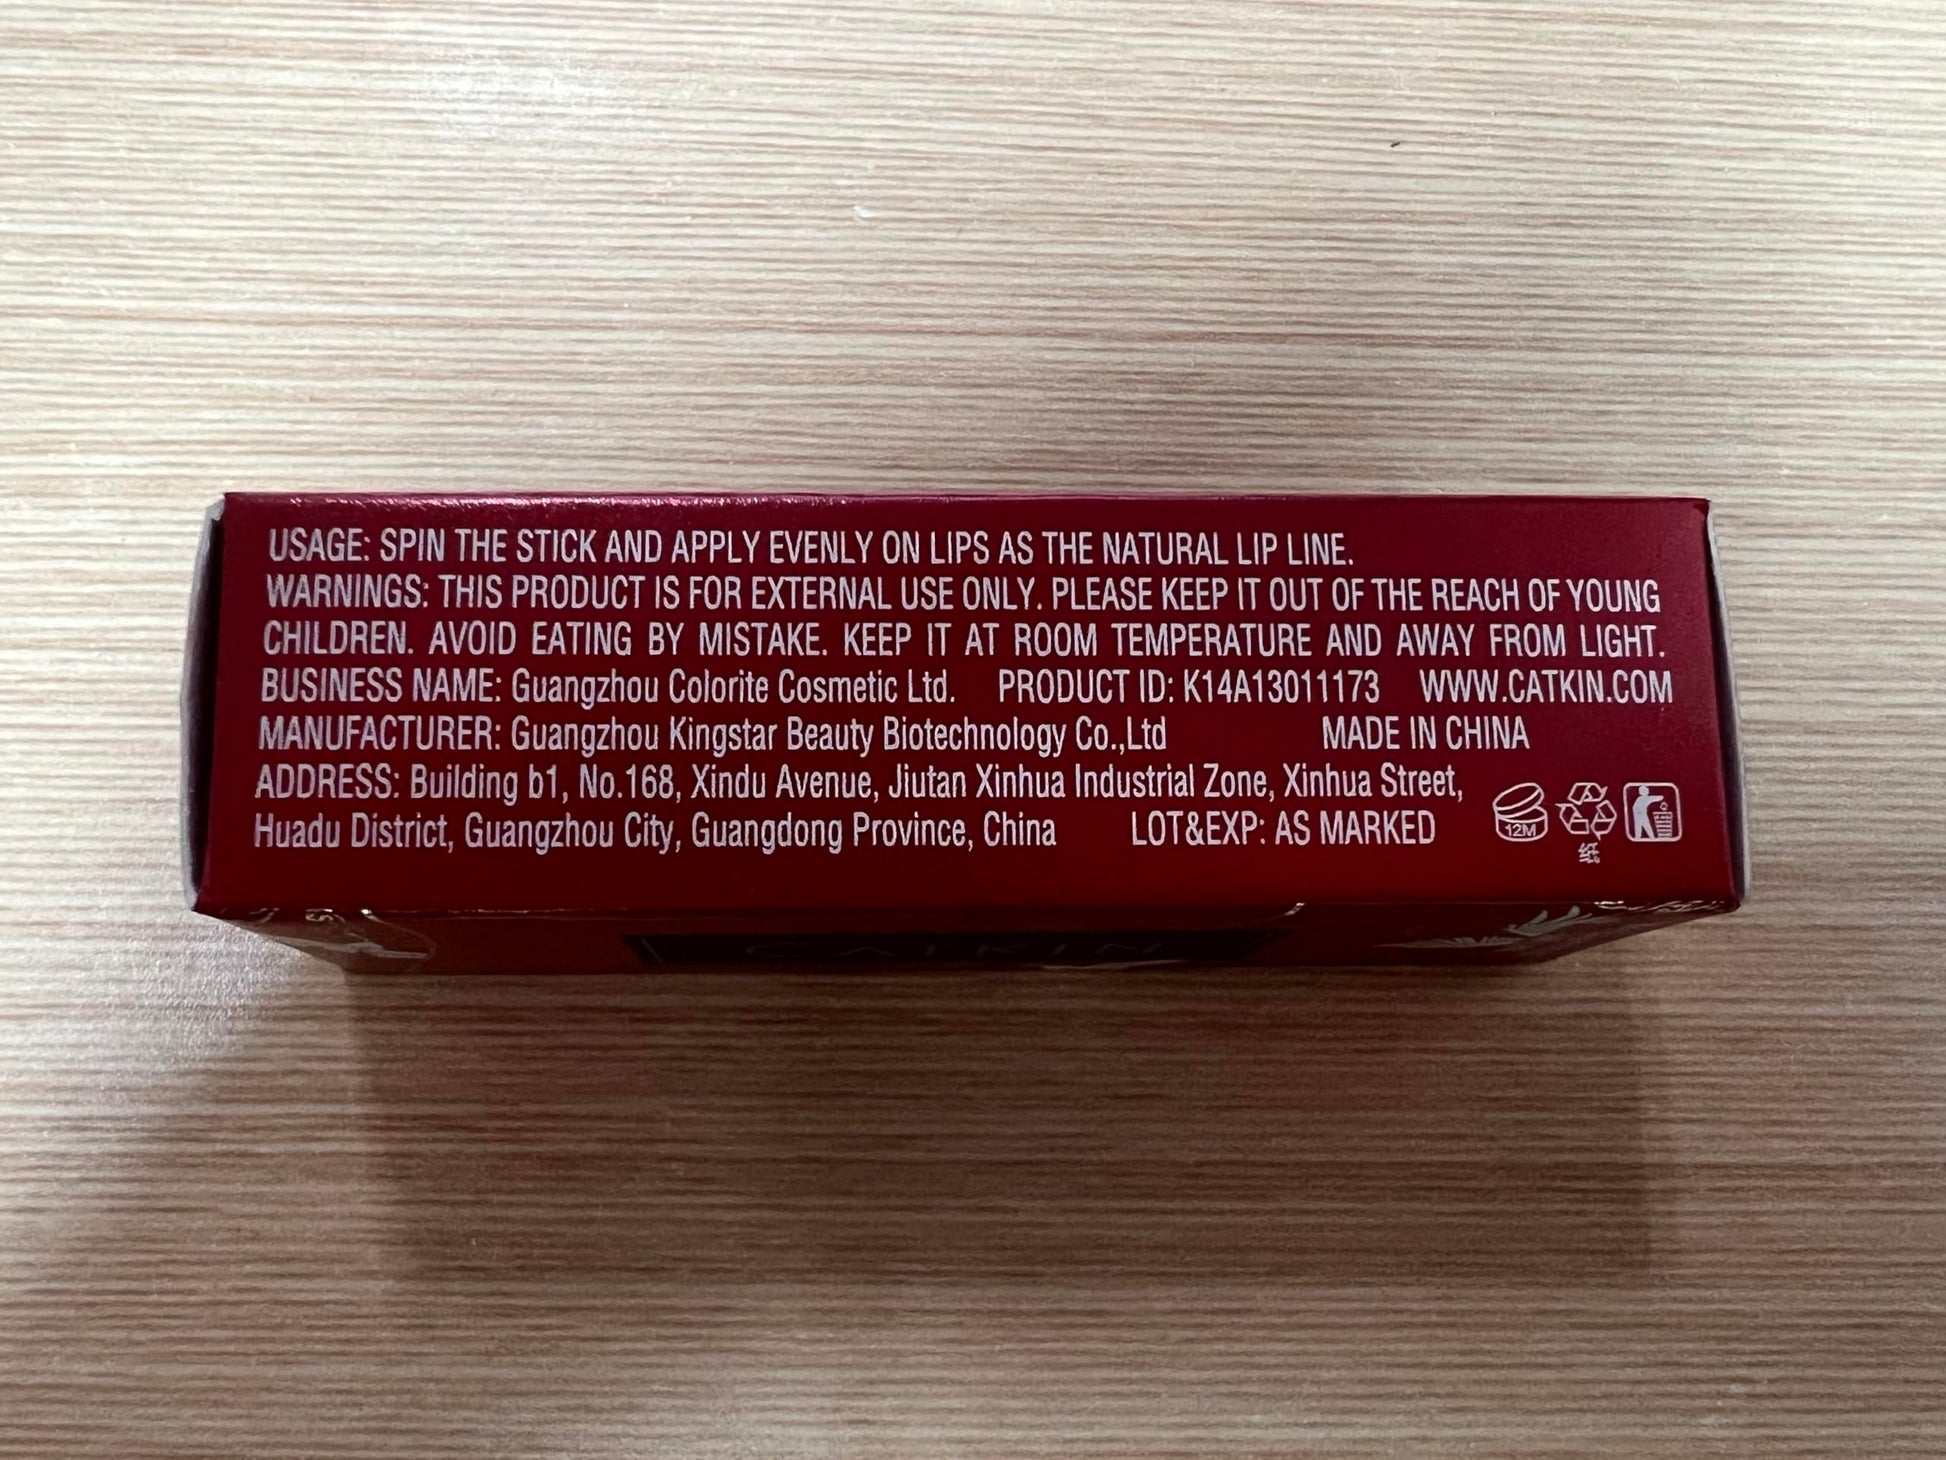 USAGE: SPIN THE STICK AND APPLY EVENLY ON LIPS AS THE NATURAL LIP LINE.
WARNINGS: THIS PRODUCT IS FOR EXTERNAL USE ONLY. PLEASE KEEP IT OUT OF THE REACH OF YOUNG
CHILDREN. AVOID EATING BY MISTAKE. KEEP IT AT ROOM TEMPERATURE AND AWAY FROM LIGHT.
BUSINESS NAME: Guangzhou Colorite Cosmetic Ltd. PRODUCT ID: K14A13011173 WWW.CATKIN.COM
MANUFACTURER: Guangzhou Kingstar Beauty Biotechnology Co.,Ltd MADE IN CHINA
ADDRESS: Building b1, No.168, Xindu Avenue, Jiutan Xinhua Industrial Zone, Xinhua Street,
Huadu District, Guangzhou City, Guangdong Province, China LOT&EXP: AS MARKED
12M
纸
CATKIN